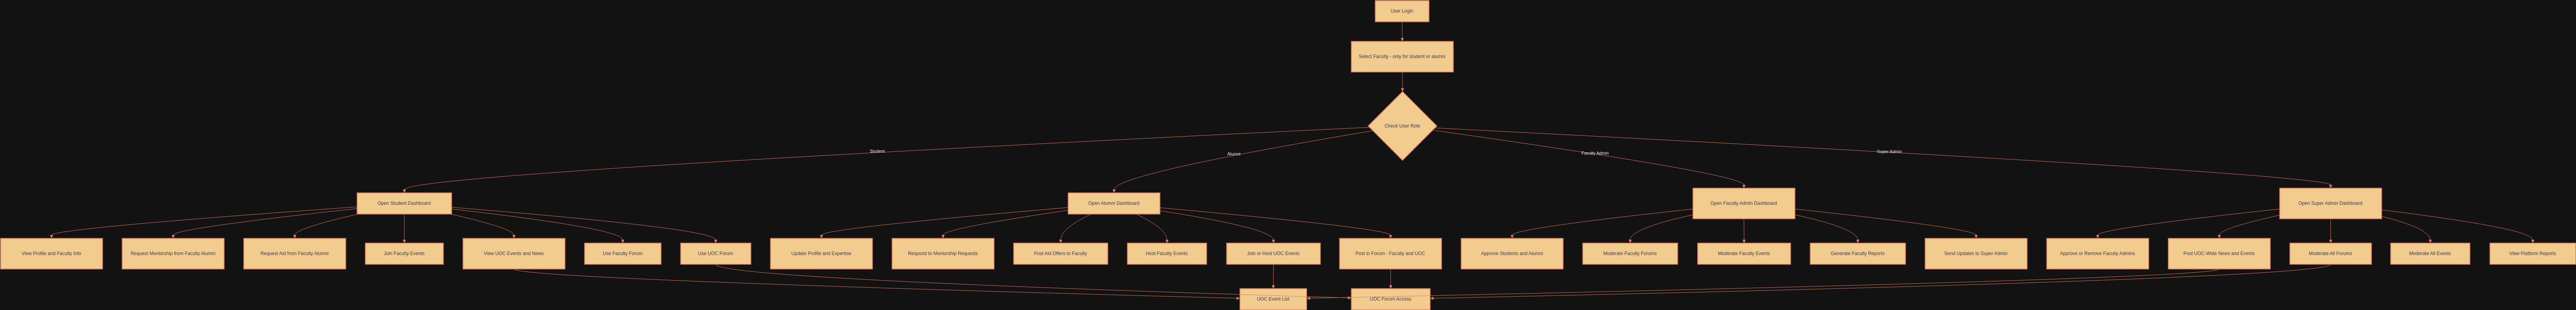 User Login
Select Faculty - only for student or alumni
Check User Role
Student
Alumni
Faculty Admin
Super Admin
Open Student Dashboard
Open Alumni Dashboard
Open Faculty Admin Dashboard
Open Super Admin Dashboard
View Profile and Faculty Info
Request Mentorship from Faculty Alumni
Request Aid from Faculty Alumni
Join Faculty Events
View UOC Events and News
Use Faculty Forum
Use UOC Forum
Update Profile and Expertise
Respond to Mentorship Requests
Post Aid Offers to Faculty
Host Faculty Events
Join or Host UOC Events
Post in Forum - Faculty and UOC
Approve Students and Alumni
Moderate Faculty Forums
Moderate Faculty Events
Generate Faculty Reports
Send Updates to Super Admin
Approve or Remove Faculty Admins
Post UOC-Wide News and Events
Moderate All Forums
Moderate All Events
View Platform Reports
UOC Event List
UOC Forum Access